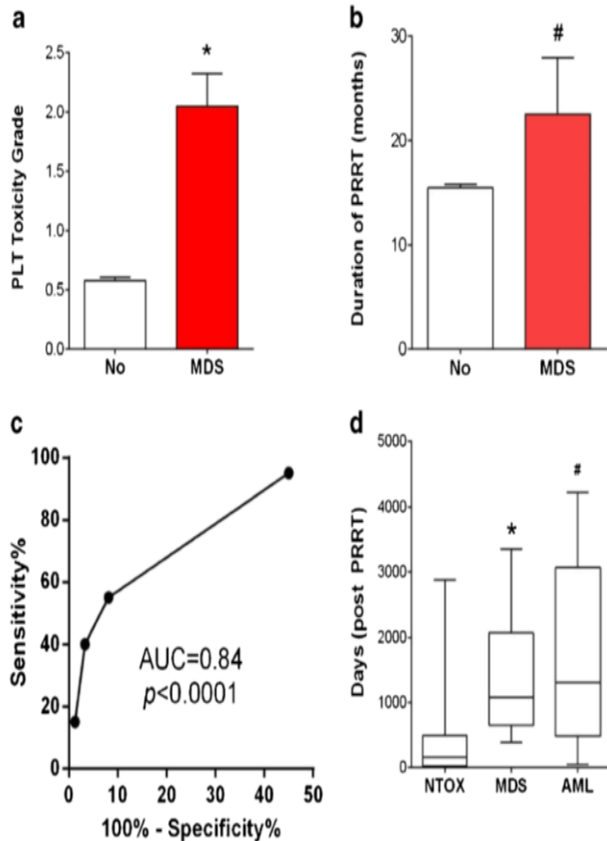 a
PLT Toxicity Grade
2.5
2.0
1.5
1.0
0.5
0.0
*
No MDS
b
Duration of PRRT (months)
30
20
10
0
#
No MDS
c
Sensitivity%
100
80
60
40
20
0
AUC=0.84
p<0.0001
0 10 20 30 40 50
100% - Specificity%
d
Days (post PRRT)
5000
4000
3000
2000
1000
0
*
#
NTOX MDS AML